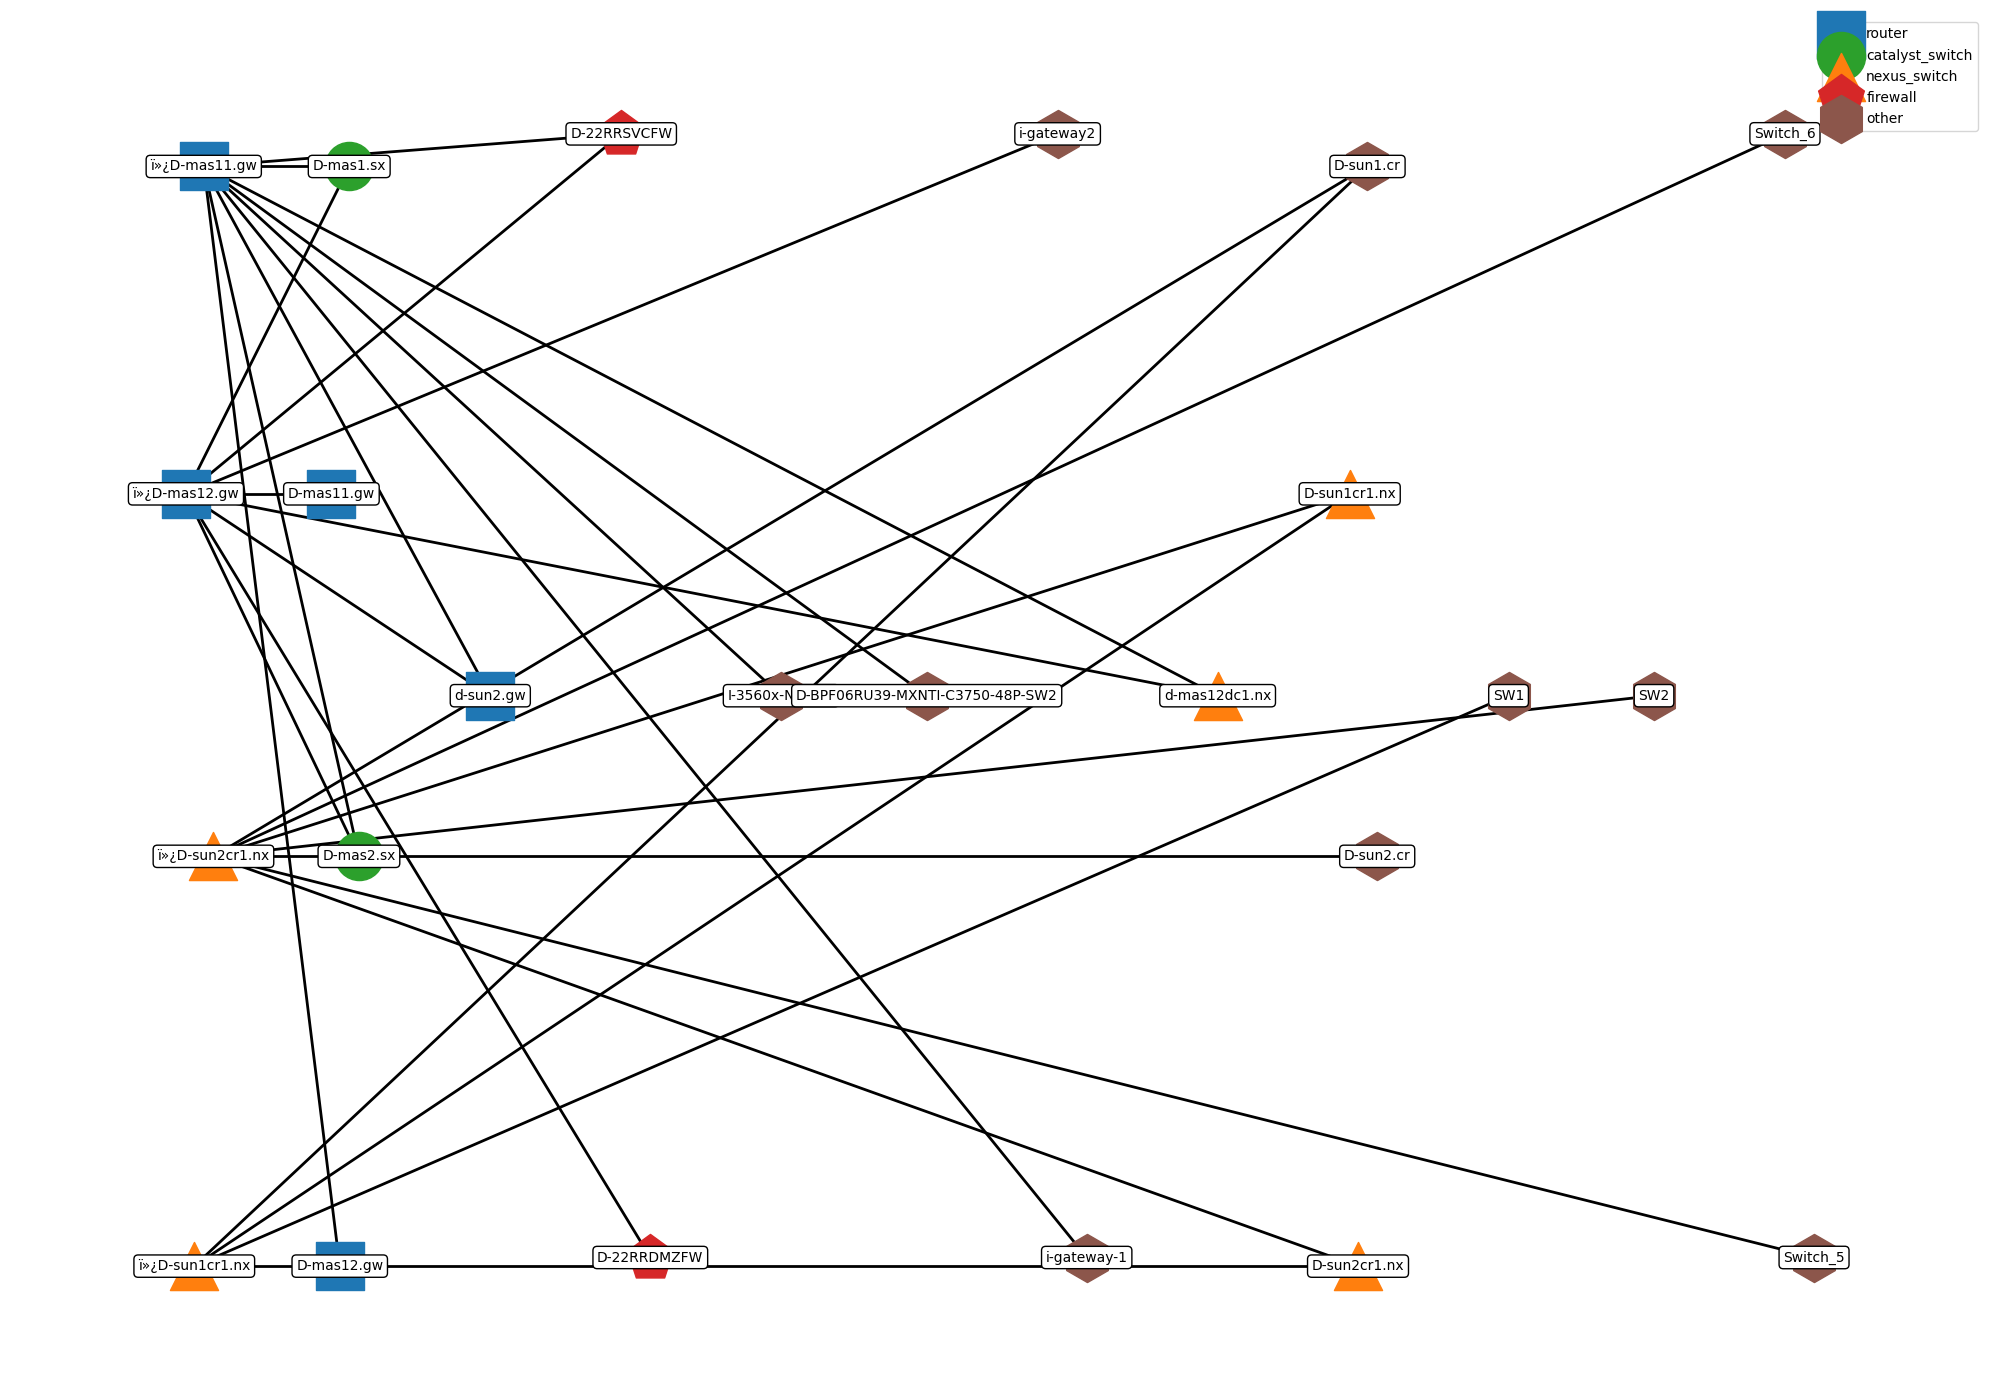 router
catalyst_switch
nexus_switch
firewall
other
D-22RRSVCFW
i-gateway2
Switch_6
ï»¿D-mas11.gw
D-mas1.sx
D-sun1.cr
ï»¿D-mas12.gw
D-mas11.gw
D-sun1cr1.nx
d-sun2.gw
I-3560x-N
D-BPF06RU39-MXNTI-C3750-48P-SW2
d-mas12dc1.nx
SW1
SW2
ï»¿D-sun2cr1.nx
D-mas2.sx
D-sun2.cr
ï»¿D-sun1cr1.nx
D-mas12.gw
D-22RRDMZFW
i-gateway-1
D-sun2cr1.nx
Switch_5